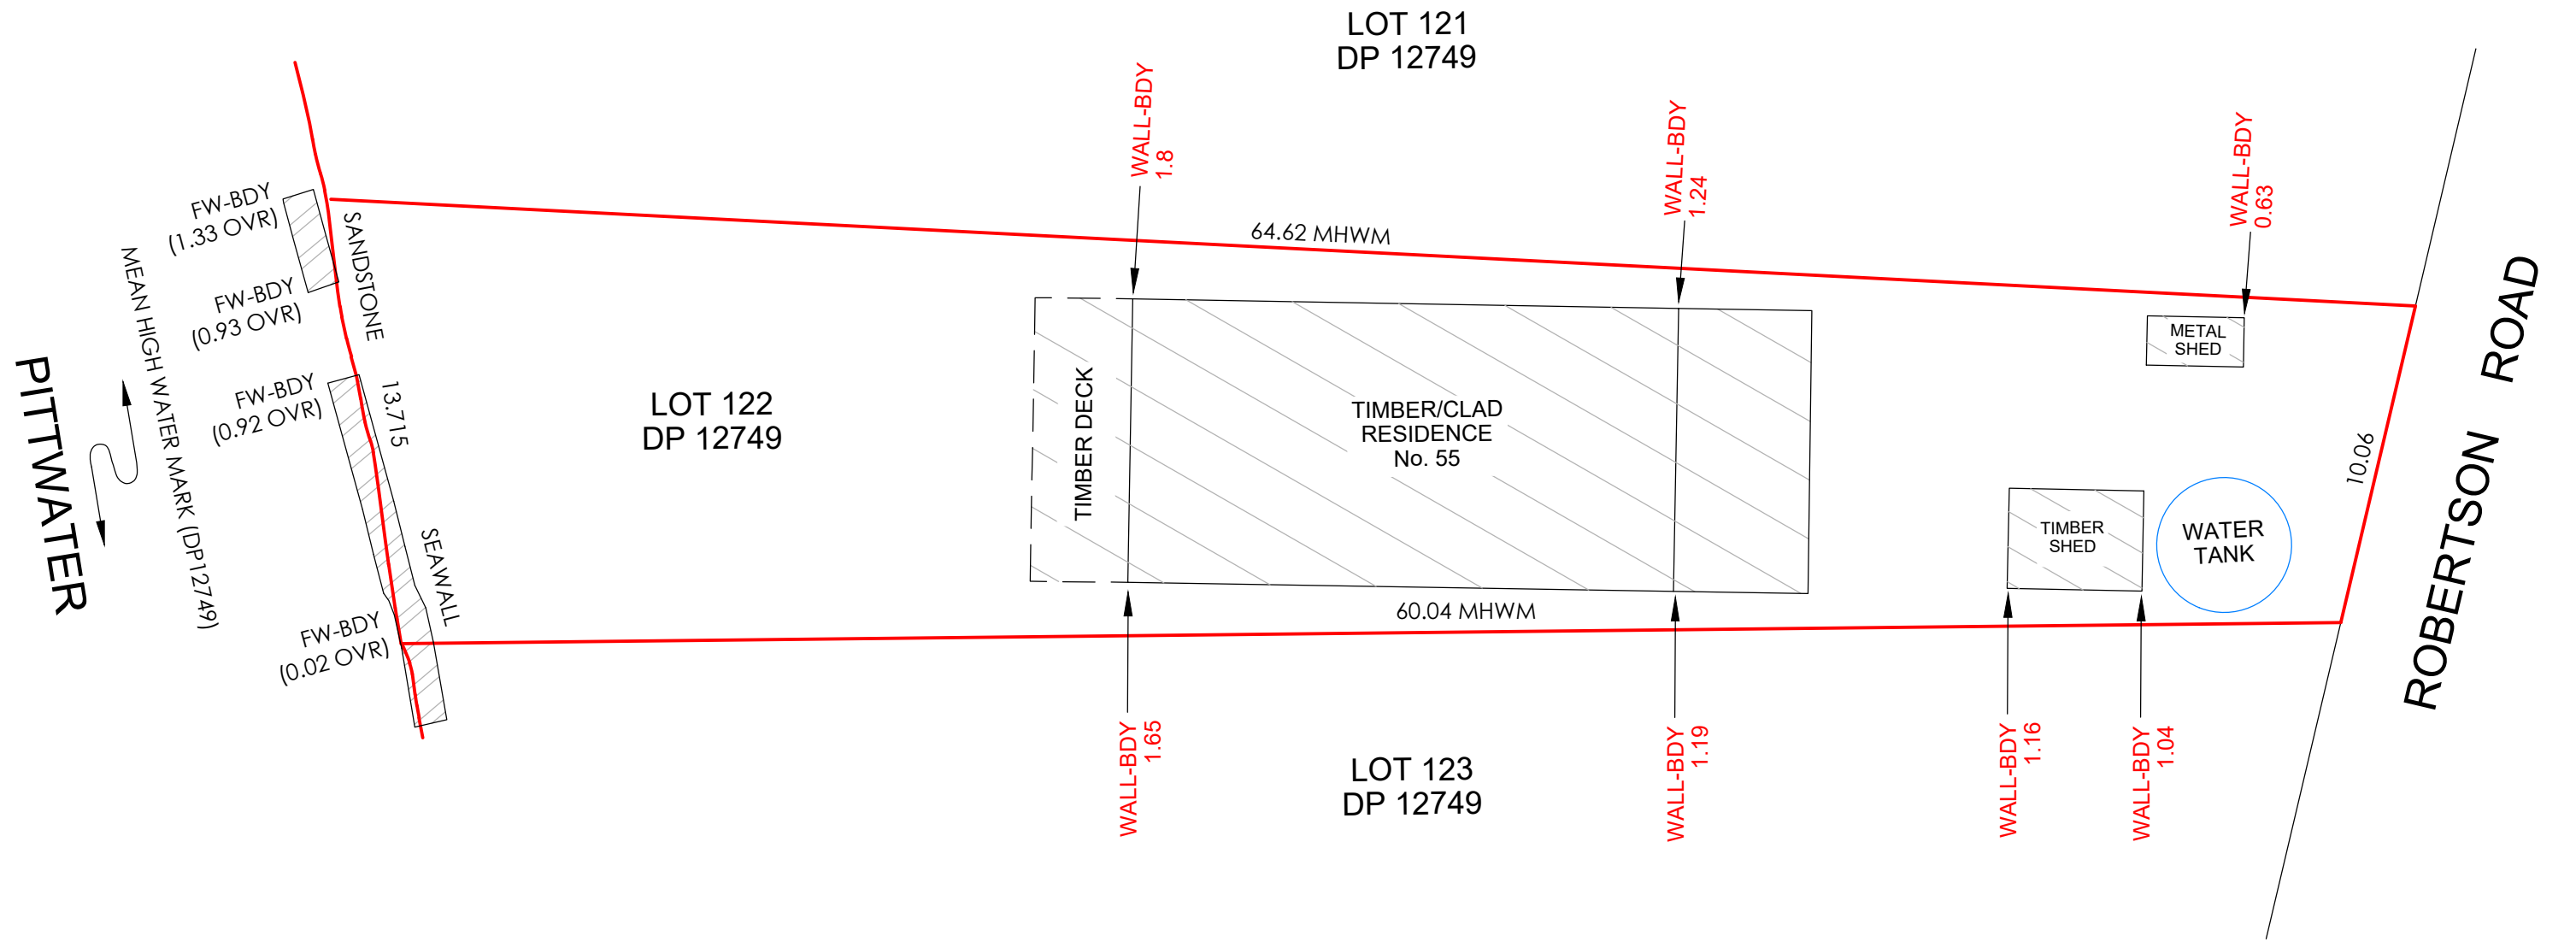 LOT 121
DP 12749
WALL-BDY
1.8
WALL-BDY
1.24
WALL-BDY
0.63
FW-BDY
(1.33 OVR)
SANDSTONE
64.62 MHWM
FW-BDY
(0.93 OVR)
MEAN HIGH WATER MARK (DP12749)
PITTWATER
FW-BDY
(0.92 OVR)
13.715
LOT 122
DP 12749
TIMBER DECK
TIMBER/CLAD
RESIDENCE
No. 55
METAL
SHED
TIMBER
SHED
WATER
TANK
10.06
ROBERTSON ROAD
SEAWALL
FW-BDY
(0.02 OVR)
60.04 MHWM
WALL-BDY
1.65
WALL-BDY
1.19
WALL-BDY
1.16
WALL-BDY
1.04
LOT 123
DP 12749